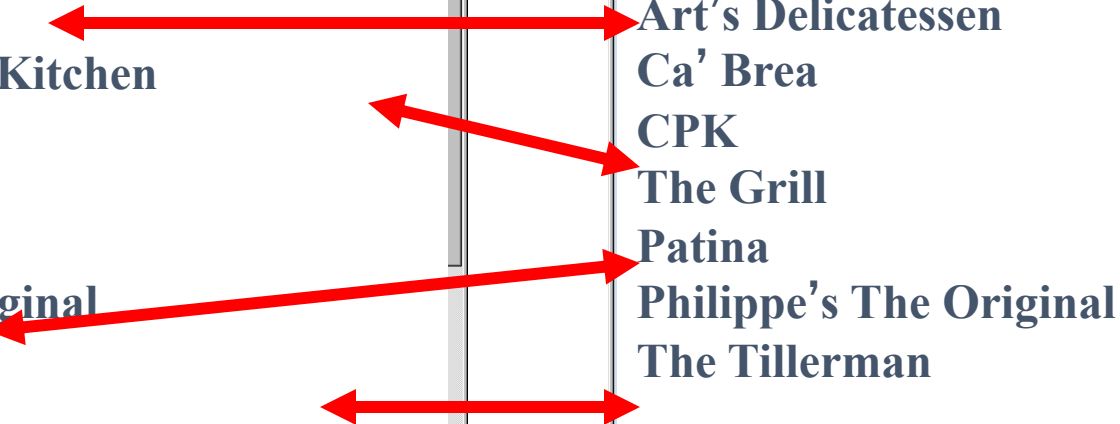 Art's Delicatessen
Kitchen
Ca’ Brea
CPK
The Grill
Patina
ginal
Philippe’s The Original
The Tillerman